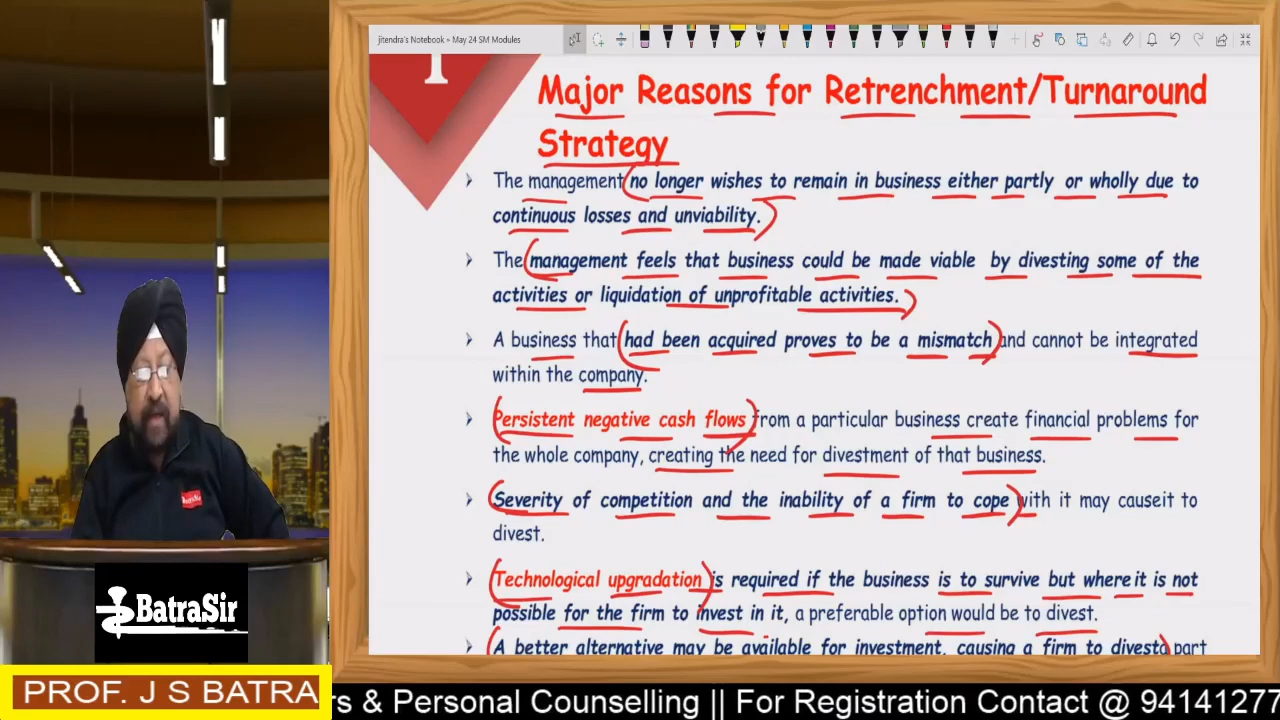 jitendra's Notebook » May 24 SM Modules
1
Major Reasons for Retrenchment/Turnaround
Strategy
➢ The management no longer wishes to remain in business either partly or wholly due to
continuous losses and unviability.
➢ The management feels that business could be made viable by divesting some of the
activities or liquidation of unprofitable activities.
➢ A business that had been acquired proves to be a mismatch and cannot be integrated
within the company.
➢ Persistent negative cash flows from a particular business create financial problems for
the whole company, creating the need for divestment of that business.
➢ Severity of competition and the inability of a firm to cope with it may causeit to
divest.
➢ Technological upgradation is required if the business is to survive but where it is not
possible for the firm to invest in it, a preferable option would be to divest.
➢ A better alternative may be available for investment, causing a firm to divesta part
BatraSir
PROF. J S BATRA
rs & Personal Counselling || For Registration Contact @ 94141277